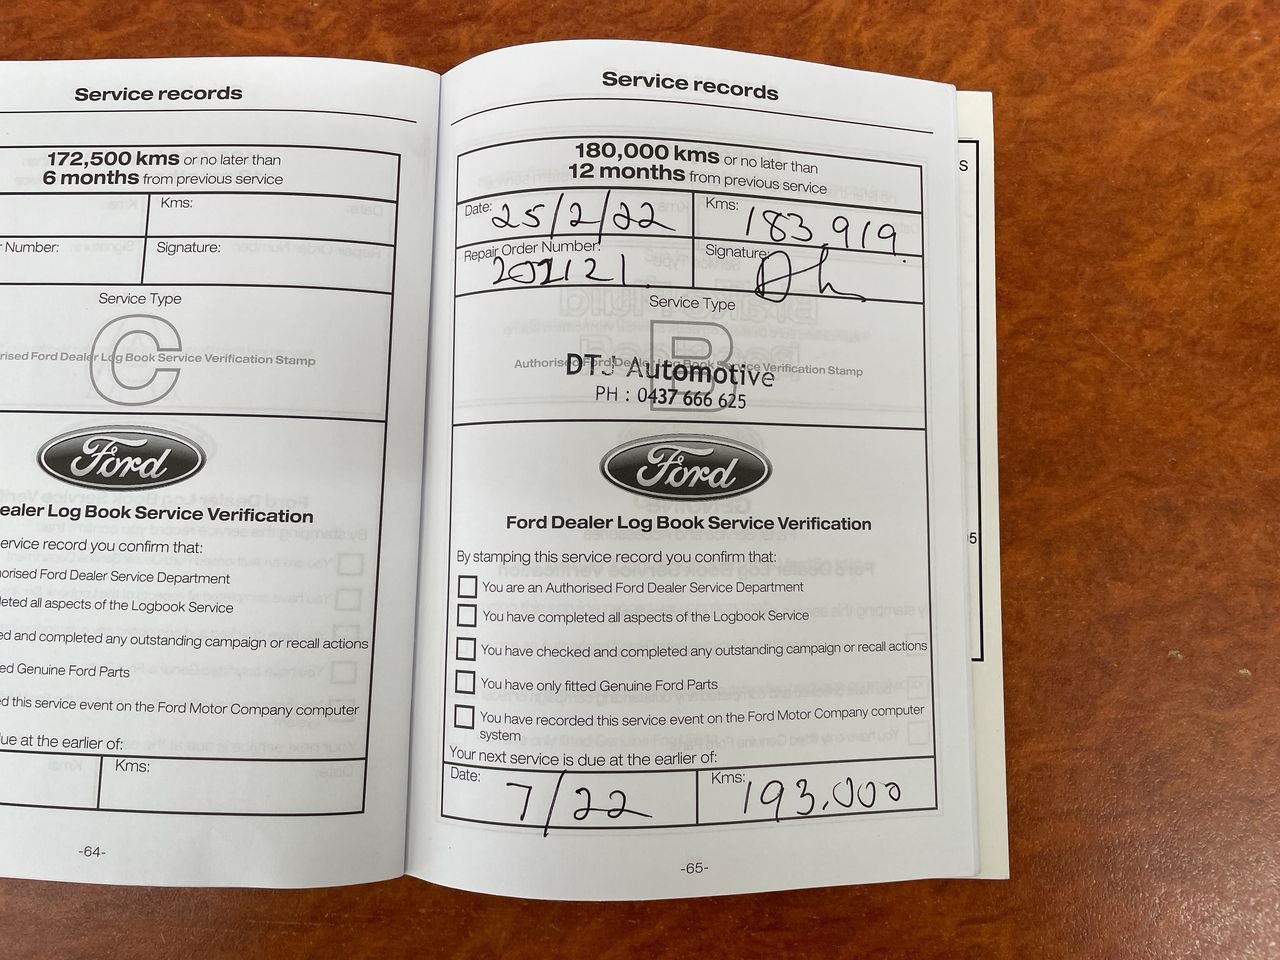 Service records
172,500 kms or no later than
6 months from previous service
Kms:
Number:
Signature:
Service Type
C
rised Ford Dealer Log Book Service Verification Stamp
Ford
ealer Log Book Service Verification
ervice record you confirm that:
orised Ford Dealer Service Department
leted all aspects of the Logbook Service
ed and completed any outstanding campaign or recall actions
ed Genuine Ford Parts
d this service event on the Ford Motor Company computer
ue at the earlier of:
Kms:
-64-
Service records
180,000 kms or no later than
12 months from previous service
Date: 25/2/22
Kms: 183,919.
Repair Order Number:
Signature:
Service Type
B
Authorised Ford Dealer Log Book Service Verification Stamp
DTJ Automotive
PH : 0437 666 625
Ford
Ford Dealer Log Book Service Verification
By stamping this service record you confirm that:
You are an Authorised Ford Dealer Service Department
You have completed all aspects of the Logbook Service
You have checked and completed any outstanding campaign or recall actions
You have only fitted Genuine Ford Parts
You have recorded this service event on the Ford Motor Company computer
system
Your next service is due at the earlier of:
Date: 7/22
Kms: 193,000
-65-
S
5